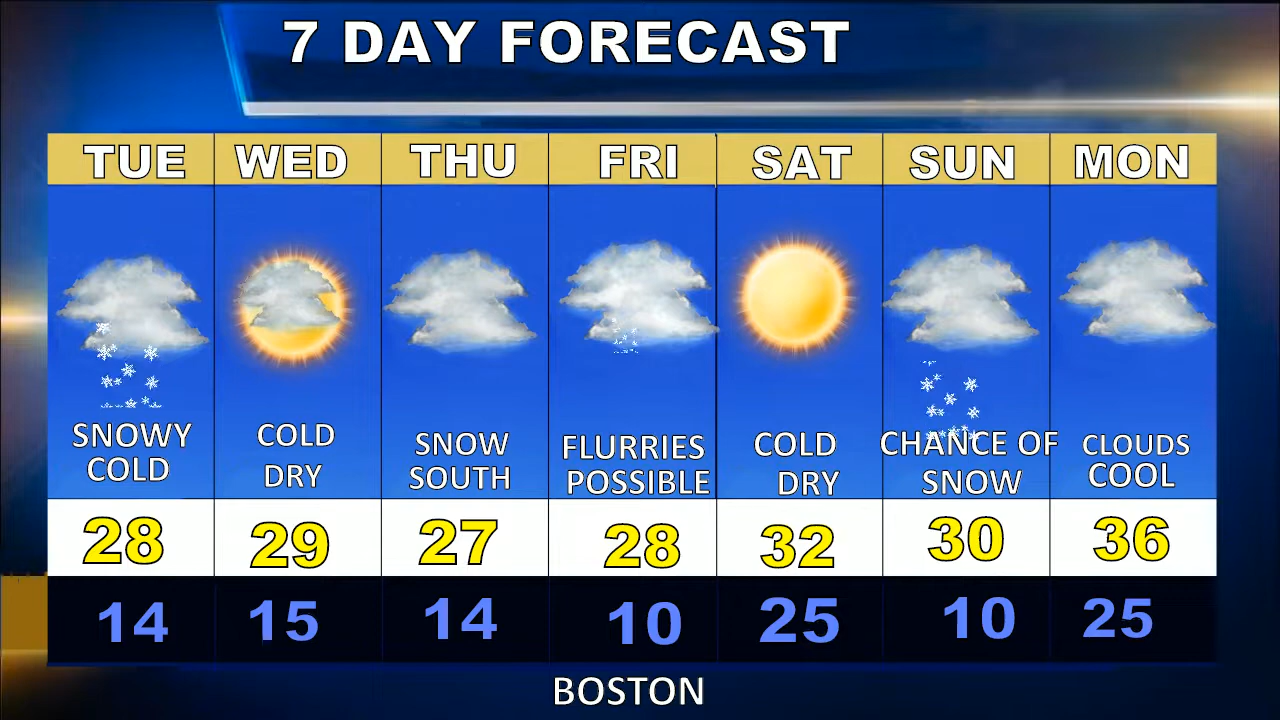 7 DAY FORECAST
TUE WED THU FRI SAT SUN MON
SNOWY COLD SNOW FLURRIES COLD CHANCE OF CLOUDS
COLD DRY SOUTH POSSIBLE DRY SNOW COOL
28 29 27 28 32 30 36
14 15 14 10 25 10 25
BOSTON